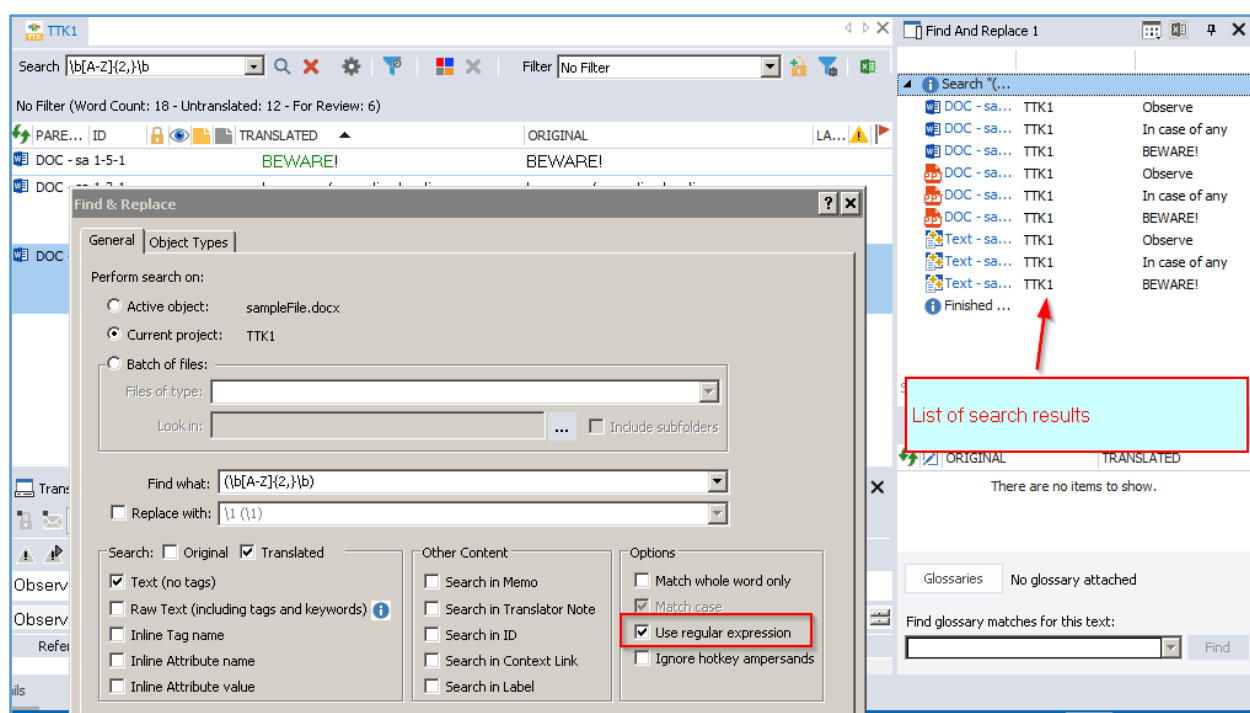 TTK1
Search \b[A-Z]{2,}\b
Filter No Filter
No Filter (Word Count: 18 - Untranslated: 12 - For Review: 6)
PARE... ID TRANSLATED ORIGINAL LA...
DOC - sa 1-5-1 BEWARE! BEWARE!
DOC
DOC
Find & Replace
General Object Types
Perform search on:
Active object: sampleFile.docx
Current project: TTK1
Batch of files:
Files of type:
Look in: ... Include subfolders
Find what: (\b[A-Z]{2,}\b)
Replace with: \1 (\1)
Search: Original Translated
Text (no tags)
Raw Text (including tags and keywords)
Inline Tag name
Inline Attribute name
Inline Attribute value
Other Content
Search in Memo
Search in Translator Note
Search in ID
Search in Context Link
Search in Label
Options
Match whole word only
Match case
Use regular expression
Ignore hotkey ampersands
Trans
Observ
Observ
Refe
ils
Find And Replace 1
Search "(...
DOC - sa... TTK1 Observe
DOC - sa... TTK1 In case of any
DOC - sa... TTK1 BEWARE!
DOC - sa... TTK1 Observe
DOC - sa... TTK1 In case of any
DOC - sa... TTK1 BEWARE!
Text - sa... TTK1 Observe
Text - sa... TTK1 In case of any
Text - sa... TTK1 BEWARE!
Finished ...
List of search results
ORIGINAL TRANSLATED
There are no items to show.
Glossaries No glossary attached
Find glossary matches for this text:
Find